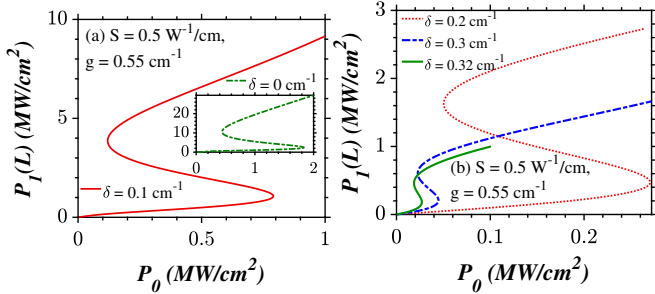 10
5
0
P₁(L) (MW/cm²)
(a) S = 0.5 W⁻¹/cm,
g = 0.55 cm⁻¹
δ = 0 cm⁻¹
20
10
0
0 1 2
δ = 0.1 cm⁻¹
0 0.5 1
P₀ (MW/cm²)
3
2
1
0
P₁(L) (MW/cm²)
δ = 0.2 cm⁻¹
δ = 0.3 cm⁻¹
δ = 0.32 cm⁻¹
(b) S = 0.5 W⁻¹/cm,
g = 0.55 cm⁻¹
0 0.1 0.2
P₀ (MW/cm²)